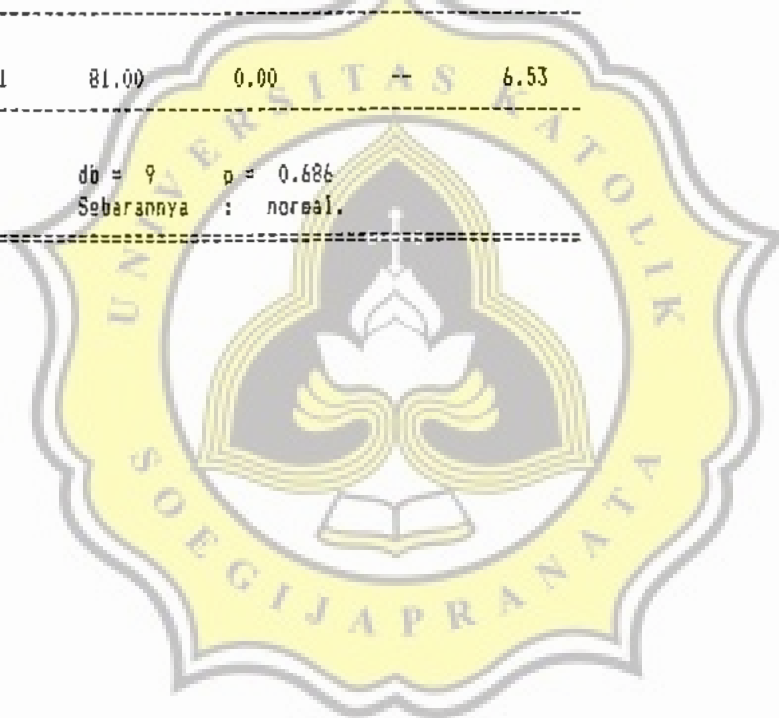 1 81.00 0.00 -- 6.53
db = 9 p = 0.686
Sebarannya : normal.
UNIVERSITAS KATOLIK
SOEGIJAPRANATA